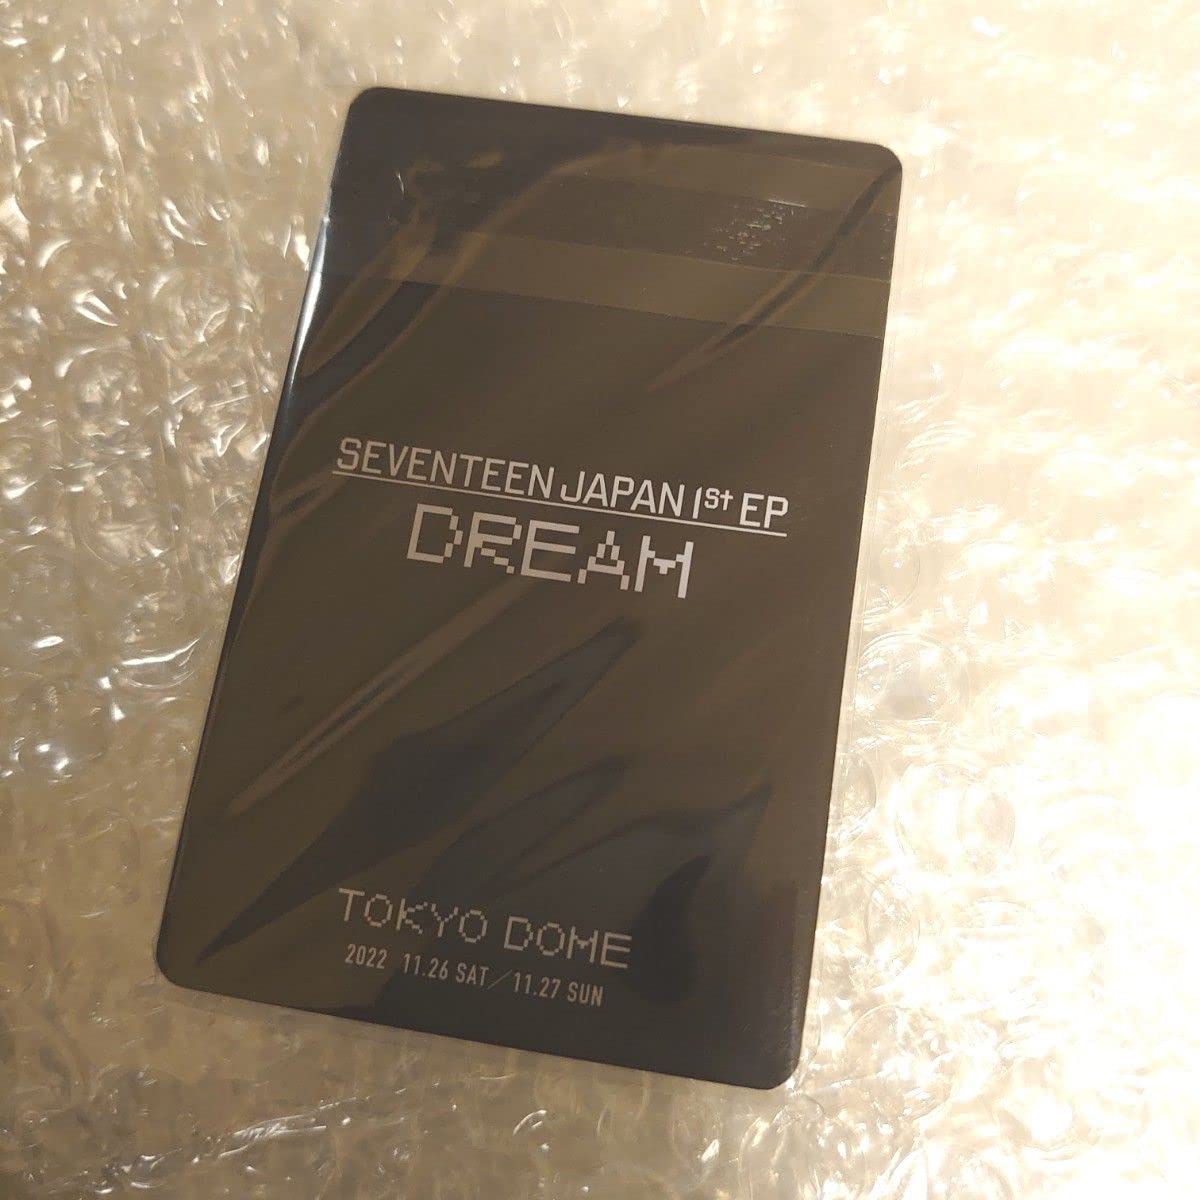 SEVENTEEN JAPAN 1St EP
DREAM
TOKYO DOME
2022 11.26 SAT／11.27 SUN